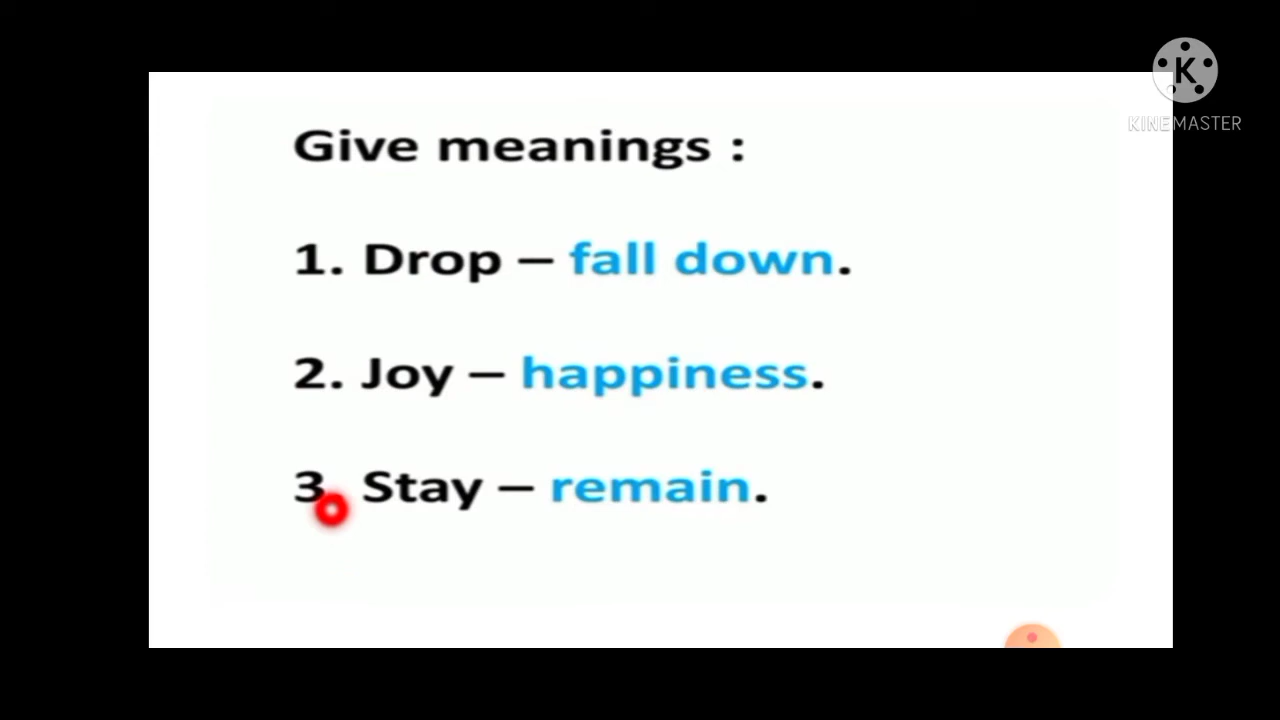 K
KINEMASTER
Give meanings :
1. Drop – fall down.
2. Joy – happiness.
3. Stay – remain.